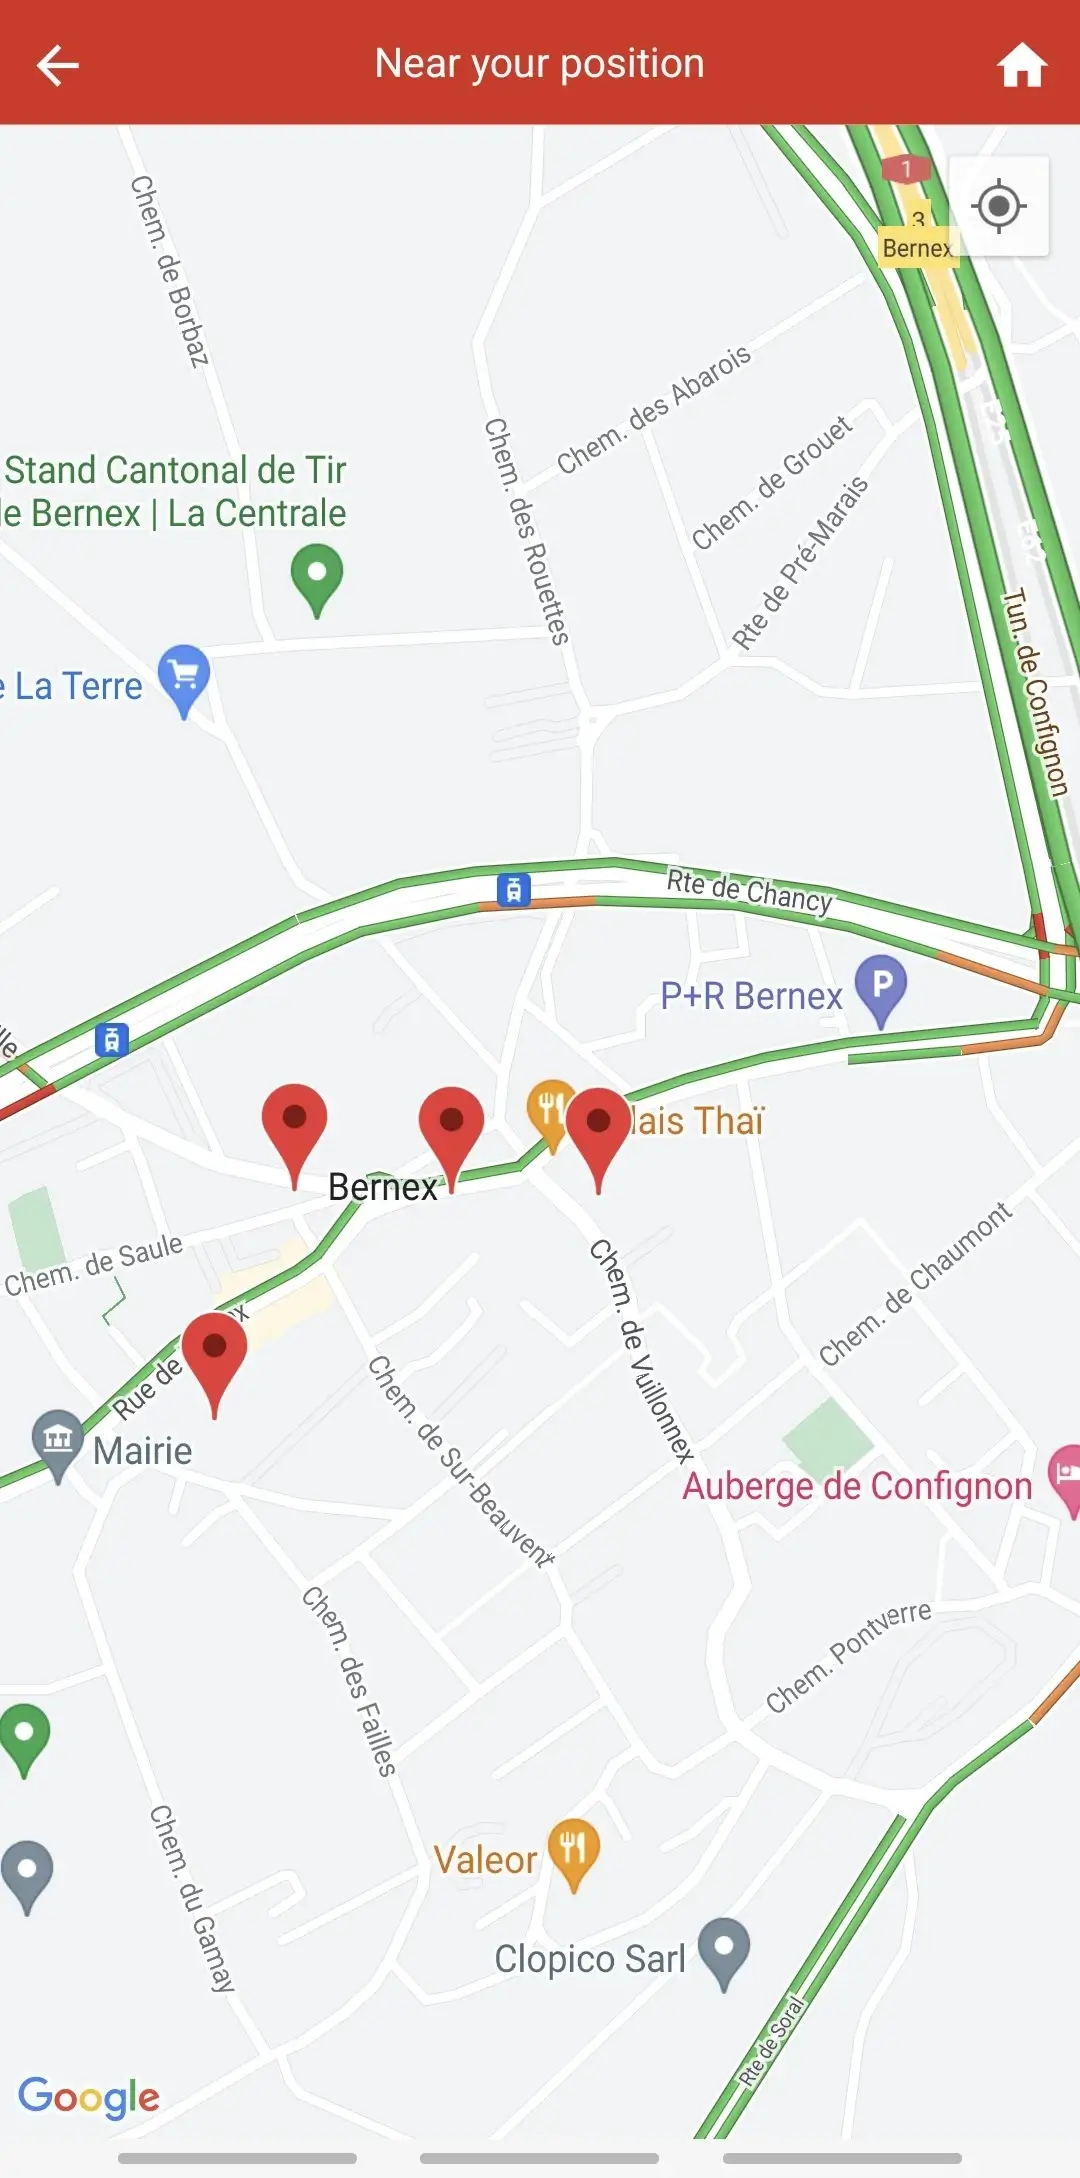 Near your position
1
3
Bernex
Chem. de Borbaz
Chem. des Abarois
Chem. des Rouettes
Chem. de Grouet
E25
Stand Cantonal de Tir
de Bernex | La Centrale
Rte de Pré-Marais
E62
Tun. de Confignon
La Terre
Rte de Chancy
P
P+R Bernex
lais Thaï
Bernex
Chem. de Saule
Chem. de Chaumont
Chem. de Vuillonnex
Rue de
ex
Mairie
Chem. de Sur-Beauvent
Auberge de Confignon
Chem. des Failles
Chem. Pontverre
Chem. du Gamay
Valeor
Clopico Sarl
Rte de Soral
Google